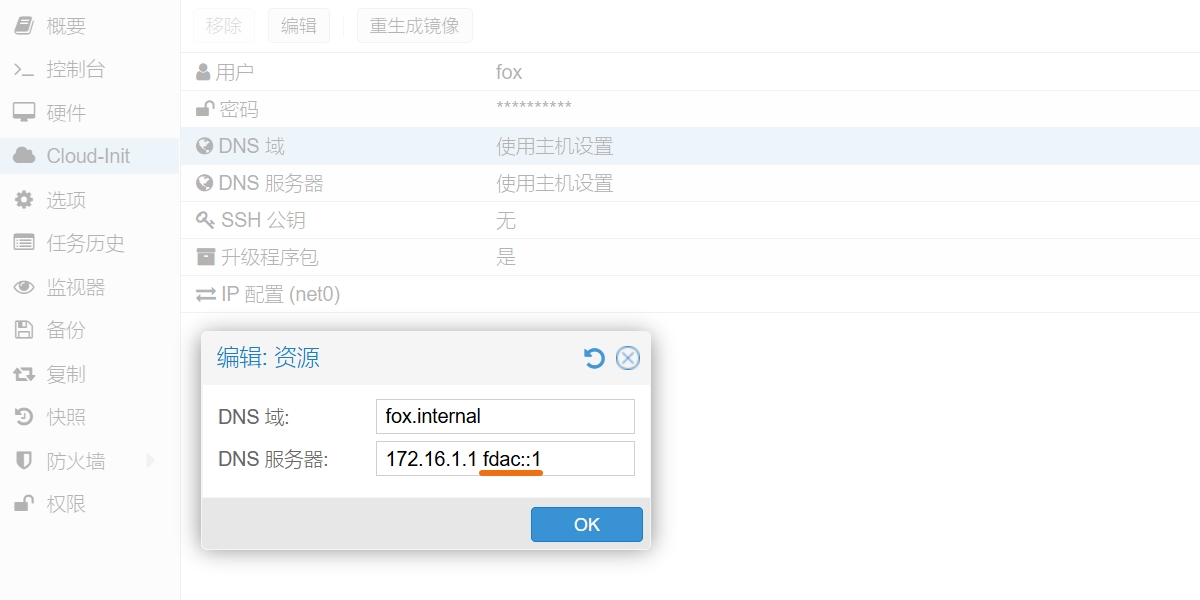 概要
控制台
硬件
Cloud-Init
选项
任务历史
监视器
备份
复制
快照
防火墙
权限
移除 编辑 重生成镜像
用户 fox
密码 **********
DNS 域 使用主机设置
DNS 服务器 使用主机设置
SSH 公钥 无
升级程序包 是
IP 配置 (net0)
编辑: 资源
DNS 域: fox.internal
DNS 服务器: 172.16.1.1 fdac::1
OK